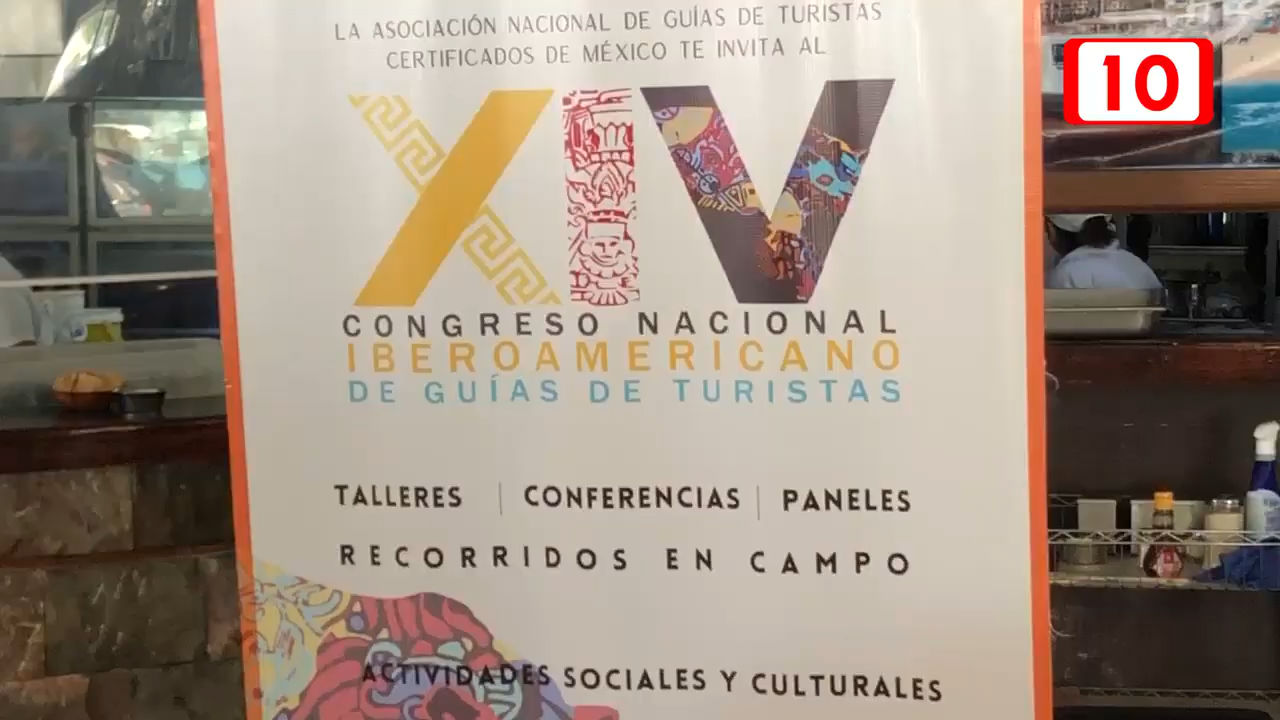 LA ASOCIACIÓN NACIONAL DE GUÍAS DE TURISTAS
CERTIFICADOS DE MÉXICO TE INVITA AL
XIV
CONGRESO NACIONAL
IBEROAMERICANO
DE GUÍAS DE TURISTAS
TALLERES | CONFERENCIAS | PANELES
RECORRIDOS EN CAMPO
ACTIVIDADES SOCIALES Y CULTURALES
10